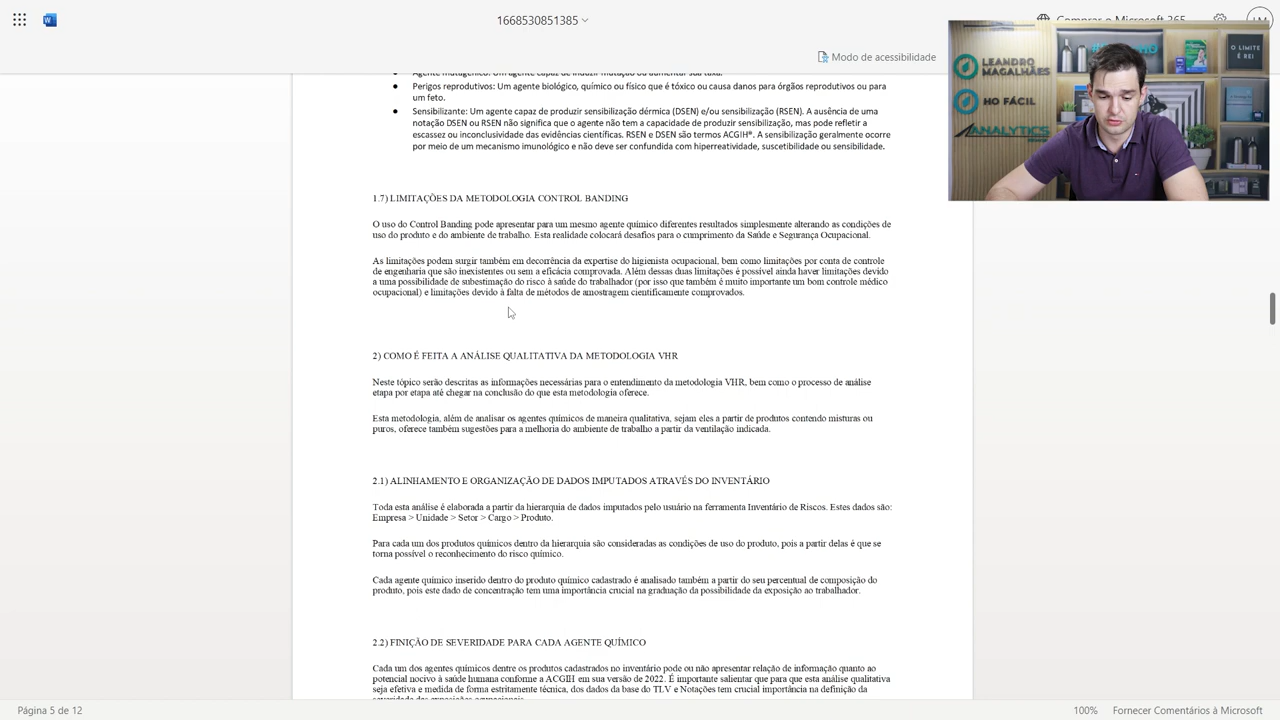 1668530851385
Comprar o Microsoft 365
Modo de acessibilidade
LEANDRO
MAGALHÃES
HO FÁCIL
ANALYTICS
O LIMITE
É REI
Agente mutagênico: Um agente capaz de induzir mutação ou aumentar sua taxa.
● Perigos reprodutivos: Um agente biológico, químico ou físico que é tóxico ou causa danos para órgãos reprodutivos ou para
um feto.
● Sensibilizante: Um agente capaz de produzir sensibilização dérmica (DSEN) e/ou sensibilização (RSEN). A ausência de uma
notação DSEN ou RSEN não significa que o agente não tem a capacidade de produzir sensibilização, mas pode refletir a
escassez ou inconclusividade das evidências científicas. RSEN e DSEN são termos ACGIH®. A sensibilização geralmente ocorre
por meio de um mecanismo imunológico e não deve ser confundida com hiperreatividade, suscetibilidade ou sensibilidade.
1.7) LIMITAÇÕES DA METODOLOGIA CONTROL BANDING
O uso do Control Banding pode apresentar para um mesmo agente químico diferentes resultados simplesmente alterando as condições de
uso do produto e do ambiente de trabalho. Esta realidade colocará desafios para o cumprimento da Saúde e Segurança Ocupacional.
As limitações podem surgir também em decorrência da expertise do higienista ocupacional, bem como limitações por conta de controle
de engenharia que são inexistentes ou sem a eficácia comprovada. Além dessas duas limitações é possível ainda haver limitações devido
a uma possibilidade de subestimação do risco à saúde do trabalhador (por isso que também é muito importante um bom controle médico
ocupacional) e limitações devido à falta de métodos de amostragem cientificamente comprovados.
2) COMO É FEITA A ANÁLISE QUALITATIVA DA METODOLOGIA VHR
Neste tópico serão descritas as informações necessárias para o entendimento da metodologia VHR, bem como o processo de análise
etapa por etapa até chegar na conclusão do que esta metodologia oferece.
Esta metodologia, além de analisar os agentes químicos de maneira qualitativa, sejam eles a partir de produtos contendo misturas ou
puros, oferece também sugestões para a melhoria do ambiente de trabalho a partir da ventilação indicada.
2.1) ALINHAMENTO E ORGANIZAÇÃO DE DADOS IMPUTADOS ATRAVÉS DO INVENTÁRIO
Toda esta análise é elaborada a partir da hierarquia de dados imputados pelo usuário na ferramenta Inventário de Riscos. Estes dados são:
Empresa > Unidade > Setor > Cargo > Produto.
Para cada um dos produtos químicos dentro da hierarquia são consideradas as condições de uso do produto, pois a partir delas é que se
torna possível o reconhecimento do risco químico.
Cada agente químico inserido dentro do produto químico cadastrado é analisado também a partir do seu percentual de composição do
produto, pois este dado de concentração tem uma importância crucial na graduação da possibilidade da exposição ao trabalhador.
2.2) FINIÇÃO DE SEVERIDADE PARA CADA AGENTE QUÍMICO
Cada um dos agentes químicos dentre os produtos cadastrados no inventário pode ou não apresentar relação de informação quanto ao
potencial nocivo à saúde humana conforme a ACGIH em sua versão de 2022. É importante salientar que para que esta análise qualitativa
seja efetiva e medida de forma estritamente técnica, dos dados da base do TLV e Notações tem crucial importância na definição da
severidade das exposições ocupacionais.
Página 5 de 12
100%
Fornecer Comentários à Microsoft